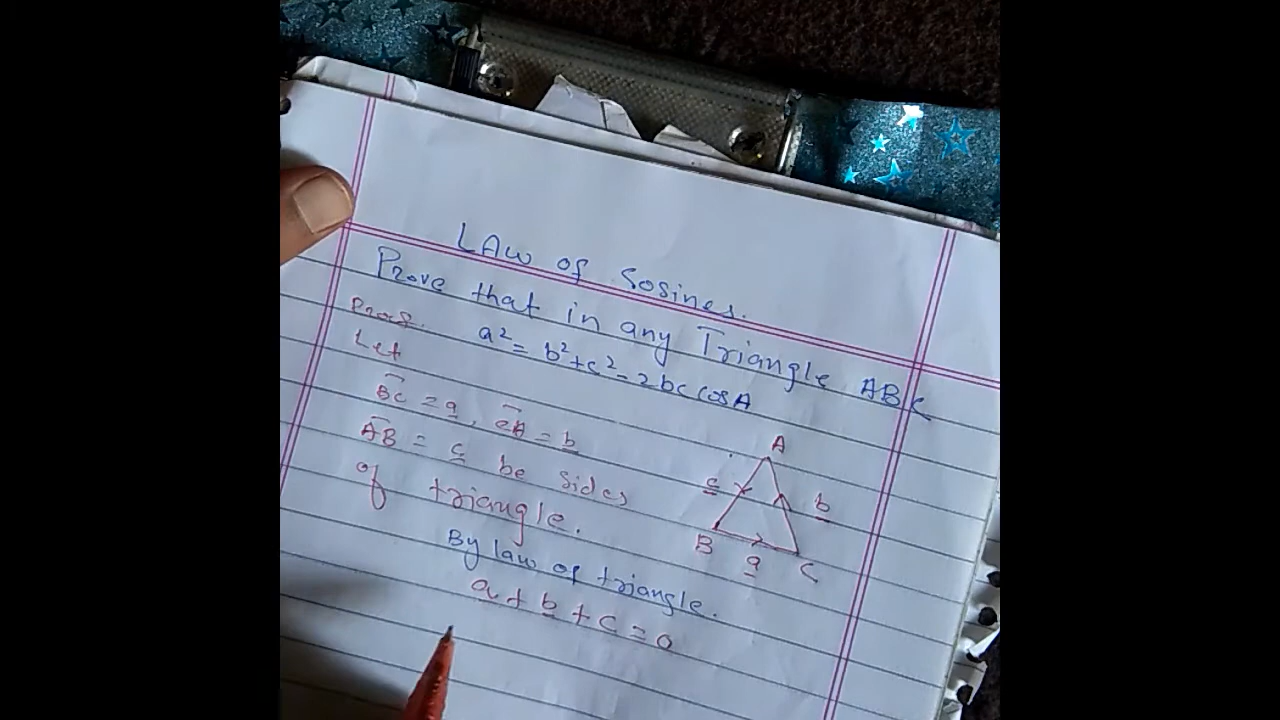 LAw of Sosines.
Prove that in any Triangle ABC
Proof.
a² = b² + c² - 2bc cosA
Let
BC = a, CA = b
AB = c be sides
of triangle.
A
c
b
B
a
C
By law of triangle.
a + b + c = 0